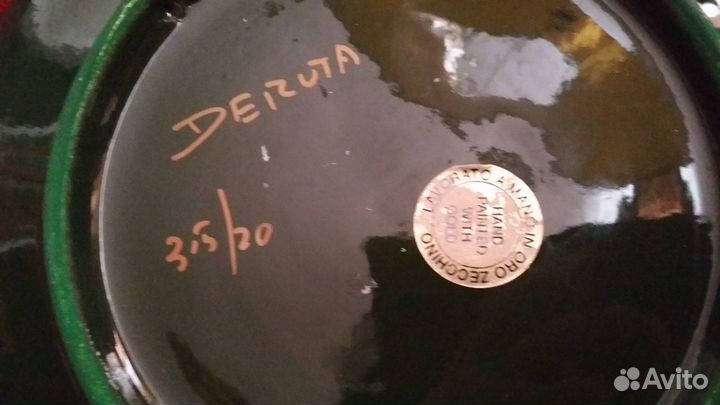 DERUTA
315/20
LAVORATO A MANO IN ORO ZECCHINO
HAND
PAINTED
WITH
GOLD
Avito